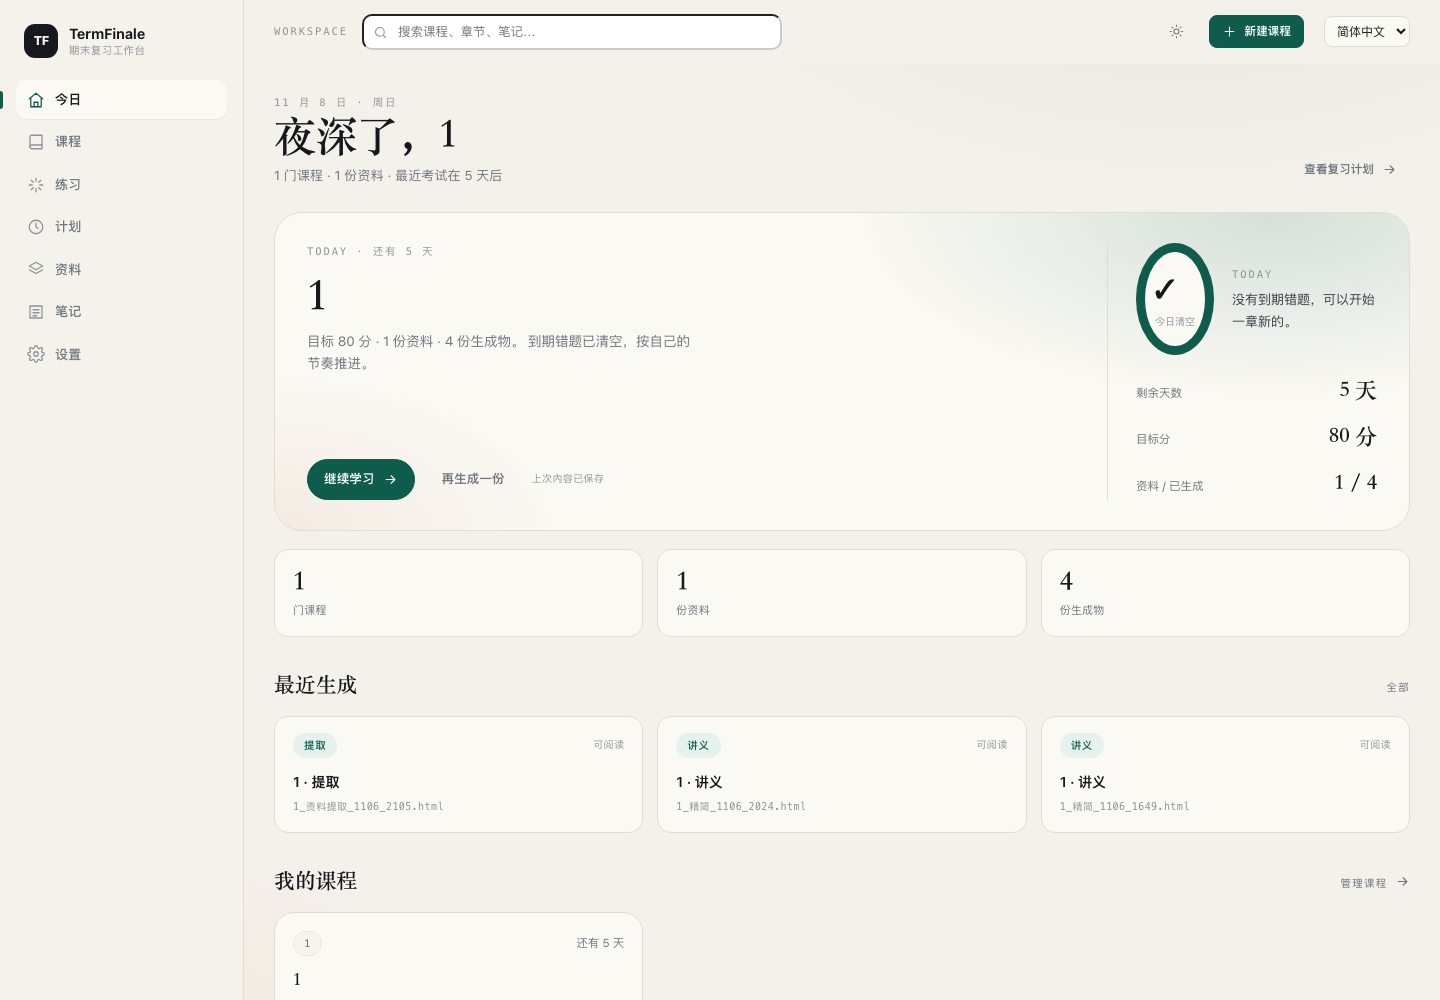 TF
TermFinale
期末复习工作台
今日
课程
练习
计划
资料
笔记
设置
WORKSPACE
搜索课程、章节、笔记…
新建课程
简体中文
11 月 8 日 · 周日
夜深了，1
1 门课程 · 1 份资料 · 最近考试在 5 天后
查看复习计划 →
TODAY · 还有 5 天
1
目标 80 分 · 1 份资料 · 4 份生成物。 到期错题已清空，按自己的
节奏推进。
继续学习 →
再生成一份
上次内容已保存
✓
今日清空
TODAY
没有到期错题，可以开始
一章新的。
剩余天数
5 天
目标分
80 分
资料 / 已生成
1 / 4
1
门课程
1
份资料
4
份生成物
最近生成
全部
提取
可阅读
1 · 提取
1_资料提取_1106_2105.html
讲义
可阅读
1 · 讲义
1_精简_1106_2024.html
讲义
可阅读
1 · 讲义
1_精简_1106_1649.html
我的课程
管理课程 →
1
还有 5 天
1